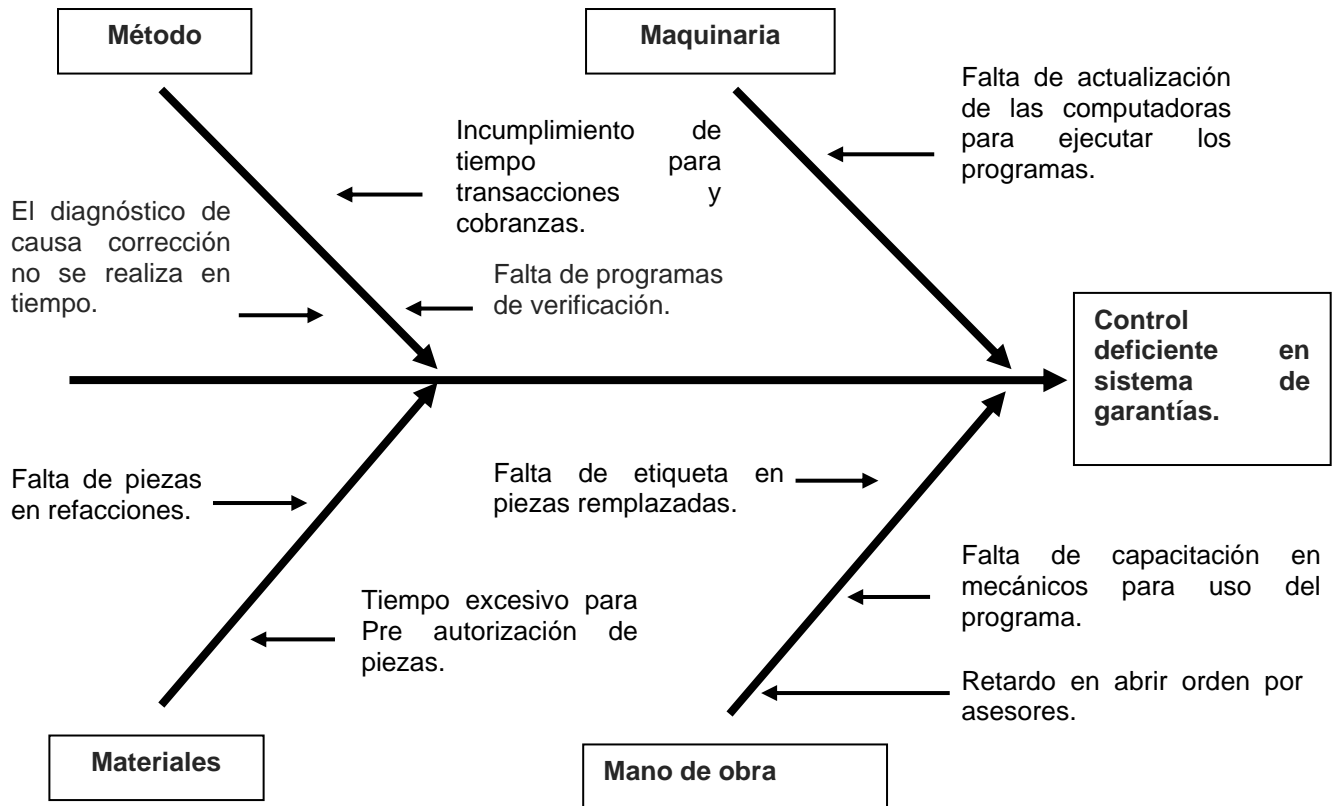 Método
Maquinaria
Falta de actualización
de las computadoras
para ejecutar los
programas.
Incumplimiento de
tiempo para
transacciones y
cobranzas.
El diagnóstico de
causa corrección
no se realiza en
tiempo.
Falta de programas
de verificación.
Control
deficiente en
sistema de
garantías.
Falta de piezas
en refacciones.
Falta de etiqueta en
piezas remplazadas.
Falta de capacitación en
mecánicos para uso del
programa.
Tiempo excesivo para
Pre autorización de
piezas.
Retardo en abrir orden por
asesores.
Materiales
Mano de obra